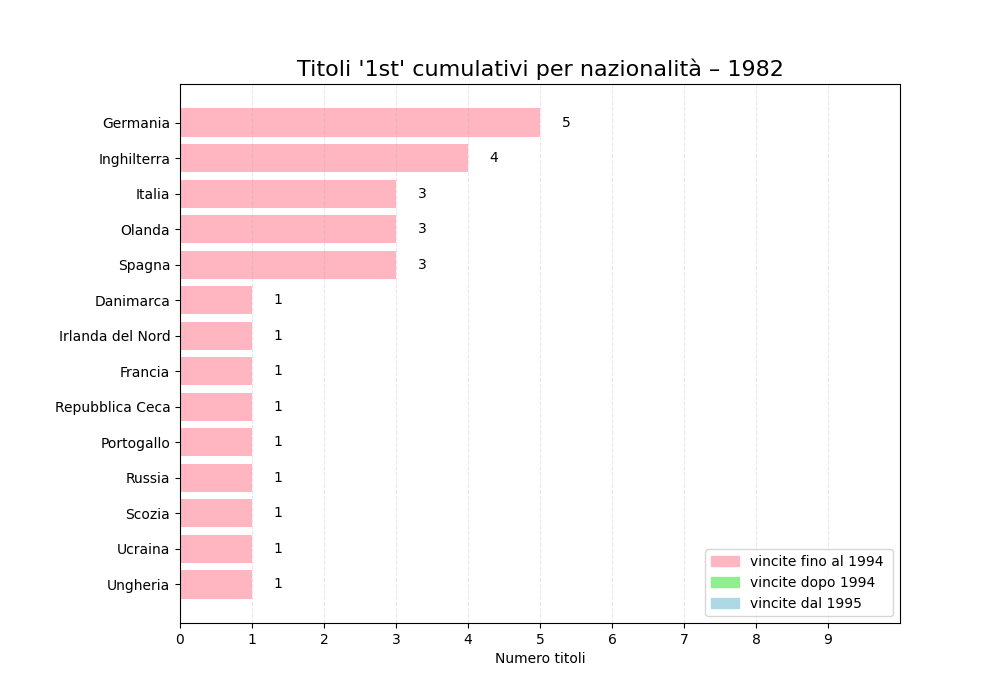 Titoli '1st' cumulativi per nazionalità – 1982
Germania 5
Inghilterra 4
Italia 3
Olanda 3
Spagna 3
Danimarca 1
Irlanda del Nord 1
Francia 1
Repubblica Ceca 1
Portogallo 1
Russia 1
Scozia 1
Ucraina 1
Ungheria 1
vincite fino al 1994
vincite dopo 1994
vincite dal 1995
0 1 2 3 4 5 6 7 8 9
Numero titoli